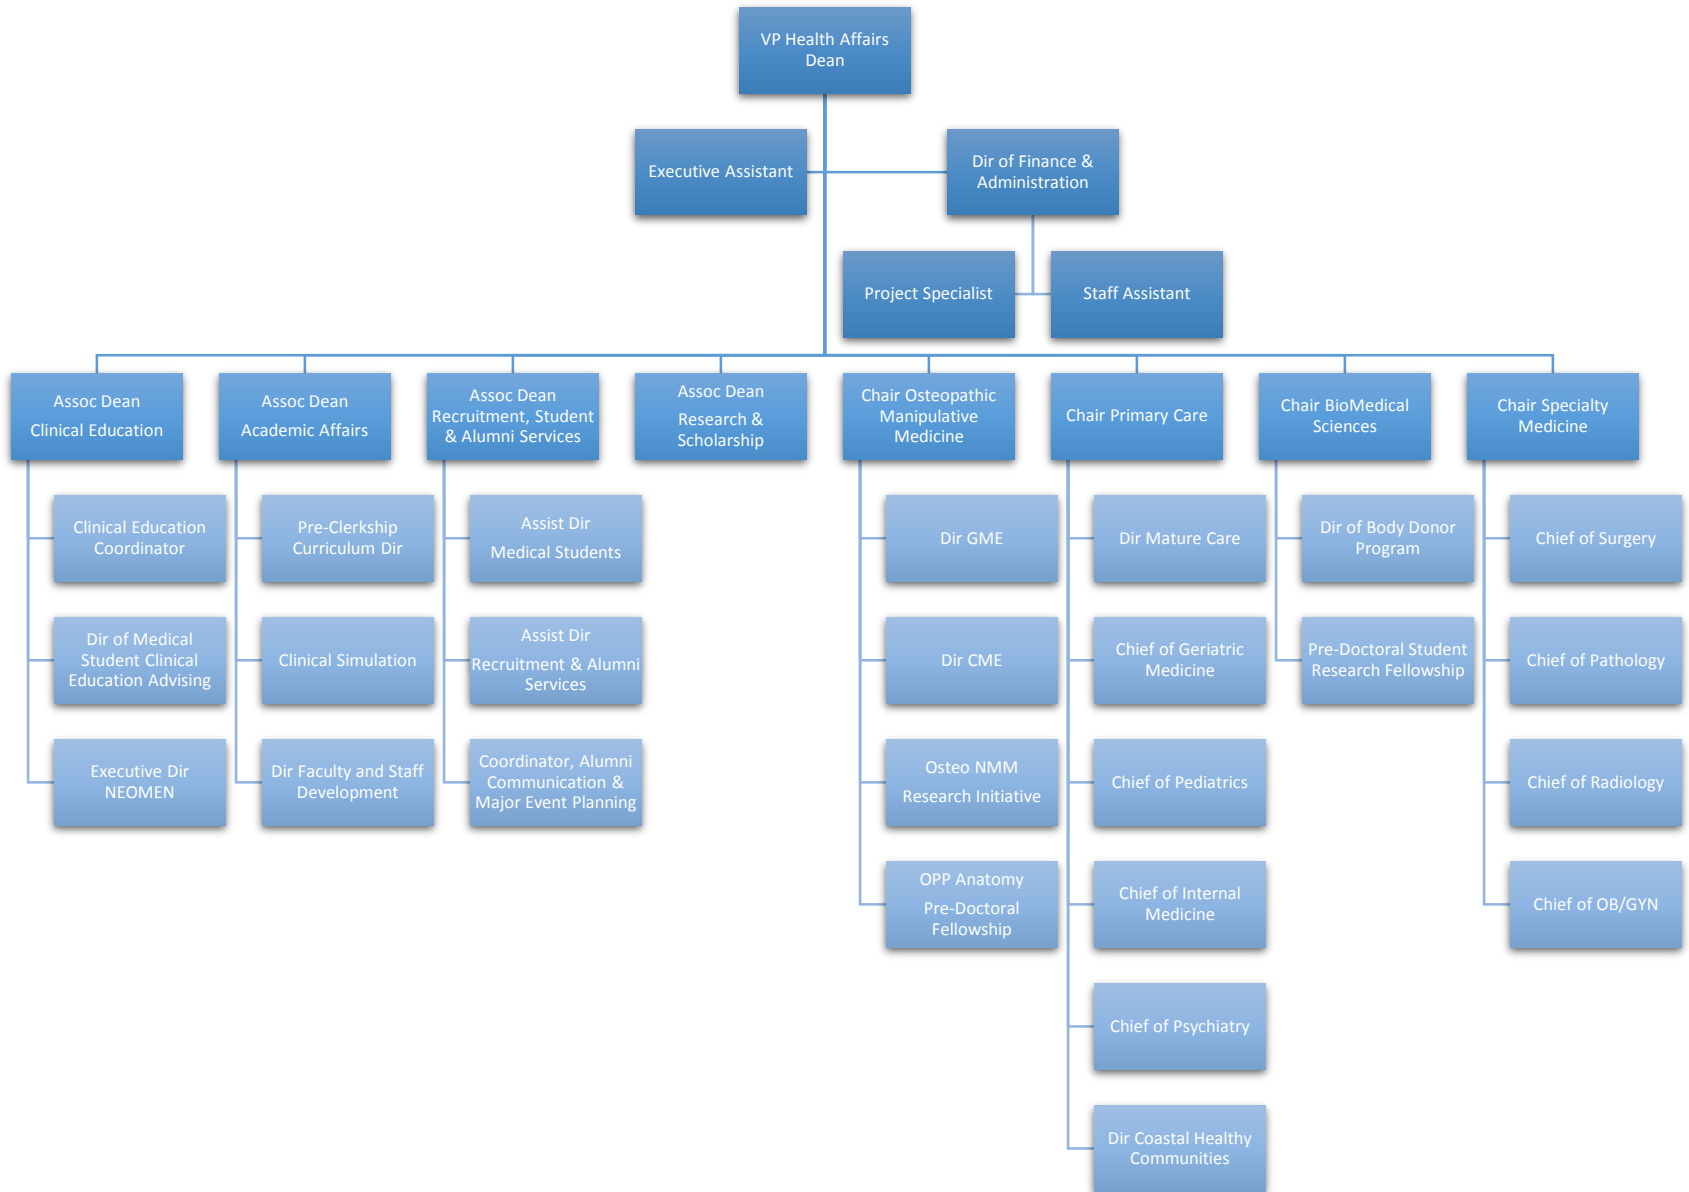 VP Health Affairs
Dean
Executive Assistant
Dir of Finance &
Administration
Project Specialist
Staff Assistant
Assoc Dean
Clinical Education
Assoc Dean
Academic Affairs
Assoc Dean
Recruitment, Student
& Alumni Services
Assoc Dean
Research &
Scholarship
Chair Osteopathic
Manipulative
Medicine
Chair Primary Care
Chair BioMedical
Sciences
Chair Specialty
Medicine
Clinical Education
Coordinator
Pre-Clerkship
Curriculum Dir
Assist Dir
Medical Students
Dir GME
Dir Mature Care
Dir of Body Donor
Program
Chief of Surgery
Dir of Medical
Student Clinical
Education Advising
Clinical Simulation
Assist Dir
Recruitment & Alumni
Services
Dir CME
Chief of Geriatric
Medicine
Pre-Doctoral Student
Research Fellowship
Chief of Pathology
Executive Dir
NEOMEN
Dir Faculty and Staff
Development
Coordinator, Alumni
Communication &
Major Event Planning
Osteo NMM
Research Initiative
Chief of Pediatrics
Chief of Radiology
OPP Anatomy
Pre-Doctoral
Fellowship
Chief of Internal
Medicine
Chief of OB/GYN
Chief of Psychiatry
Dir Coastal Healthy
Communities